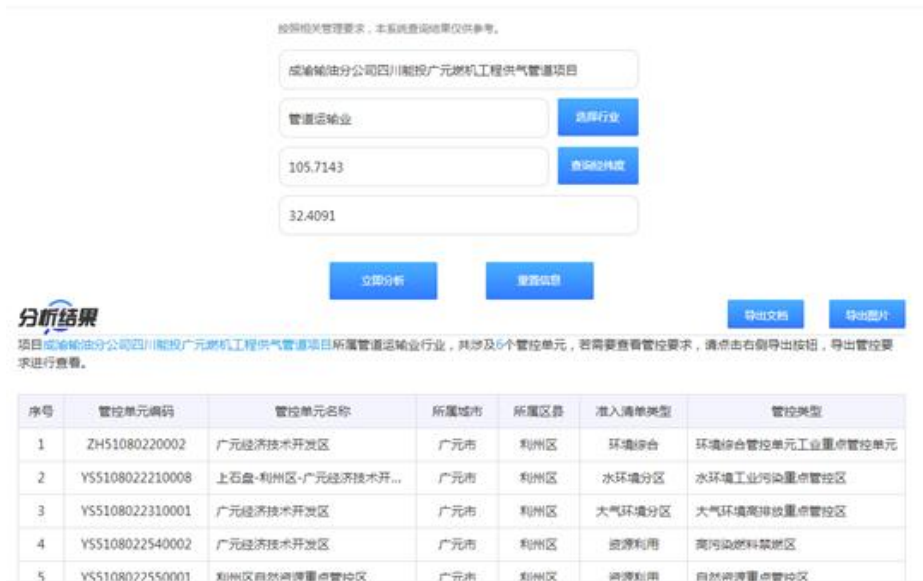 按照相关管理要求，本系统查询结果仅供参考。
成渝输油分公司四川能投广元燃机工程供气管道项目
管道运输业
选择行业
105.7143
查询经纬度
32.4091
立即分析
重置信息
分析结果
导出文档
导出图片
项目成渝输油分公司四川能投广元燃机工程供气管道项目所属管道运输业行业，共涉及6个管控单元，若需要查看管控要求，请点击右侧导出按钮，导出管控要
求进行查看。
序号 管控单元编码 管控单元名称 所属城市 所属区县 准入清单类型 管控类型
1 ZH51080220002 广元经济技术开发区 广元市 利州区 环境综合 环境综合管控单元工业重点管控单元
2 YS5108022210008 上石盘-利州区-广元经济技术开... 广元市 利州区 水环境分区 水环境工业污染重点管控区
3 YS5108022310001 广元经济技术开发区 广元市 利州区 大气环境分区 大气环境高排放重点管控区
4 YS5108022540002 广元经济技术开发区 广元市 利州区 资源利用 高污染燃料禁燃区
5 YS5108022550001 利州区自然资源重点管控区 广元市 利州区 资源利用 自然资源重点管控区